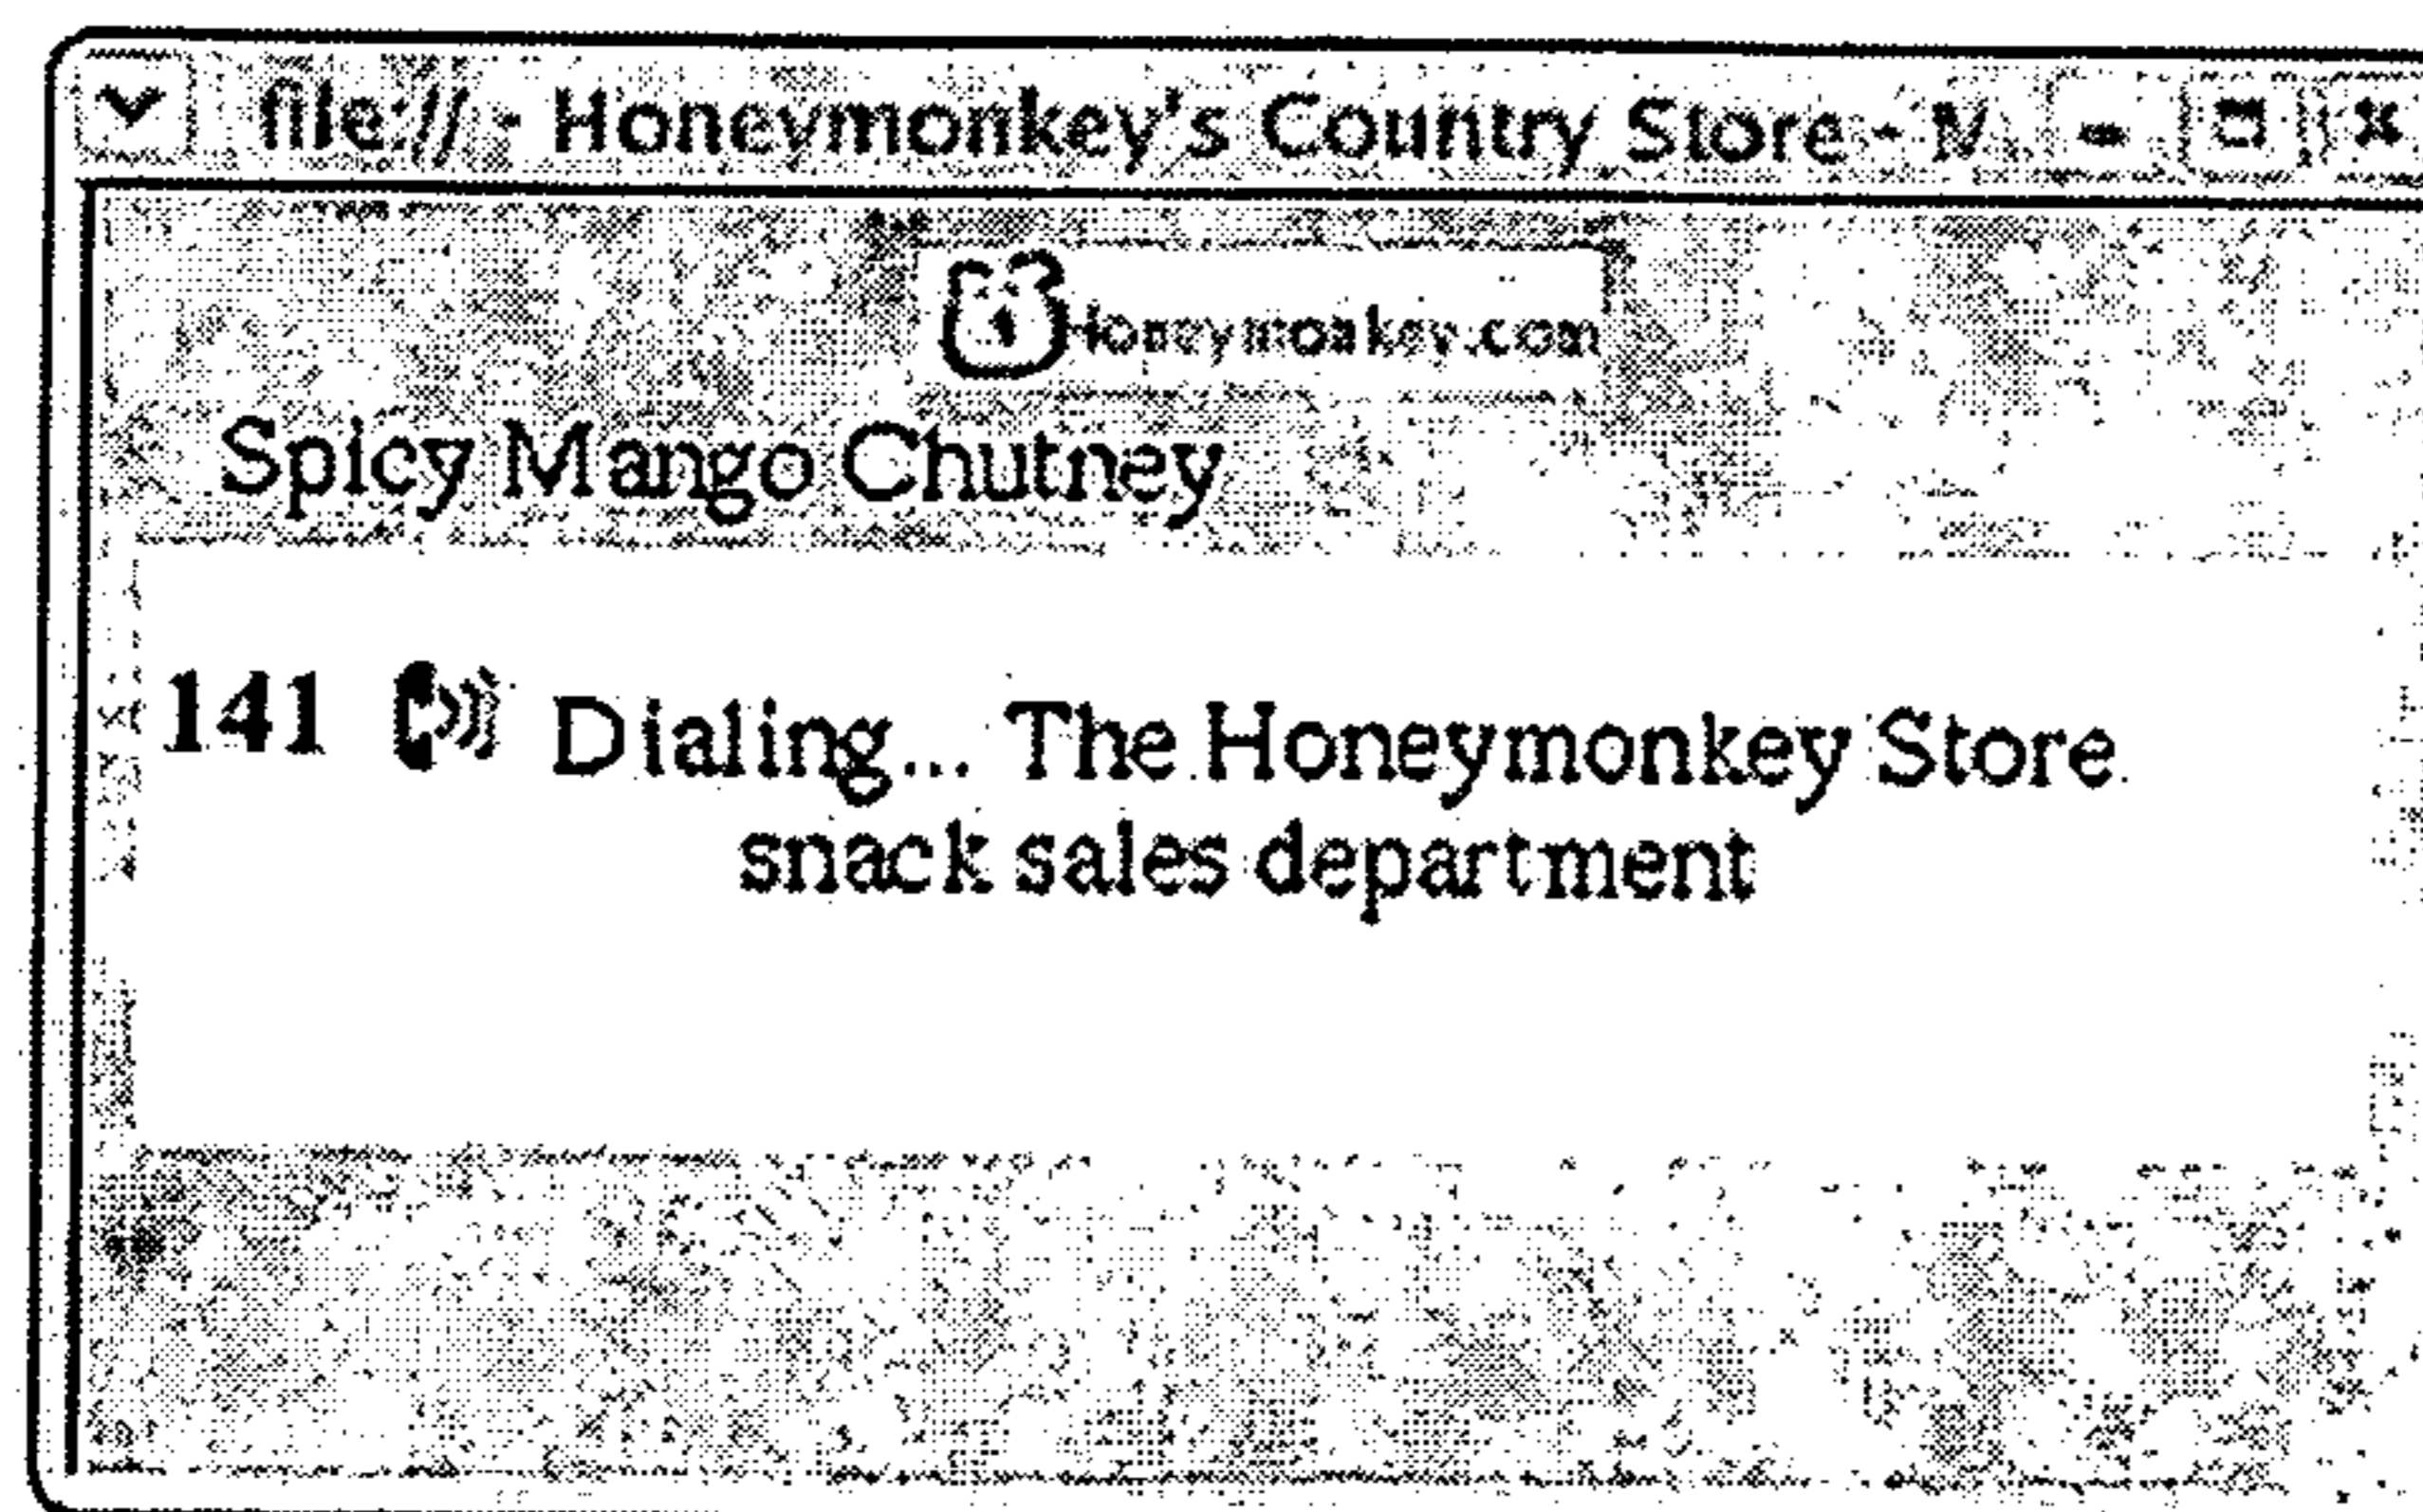 file:// - Honeymonkey's Country Store - M
Honeymonkey.com
Spicy Mango Chutney
141 Dialing... The Honeymonkey Store
snack sales department